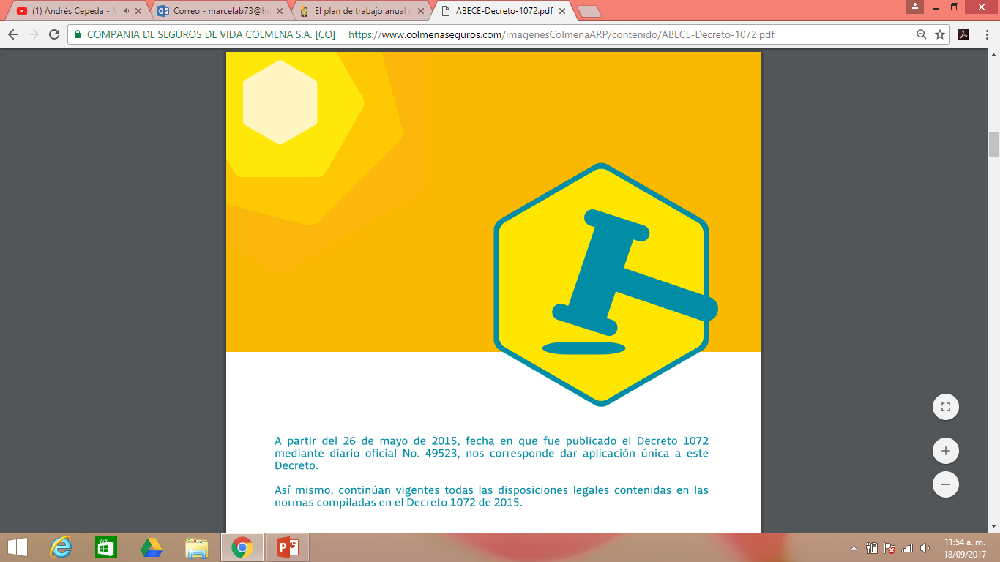 (1) Andrés Cepeda - M
Correo - marcelab73@ho
El plan de trabajo anual d
ABECE-Decreto-1072.pdf
COMPANIA DE SEGUROS DE VIDA COLMENA S.A. [CO]
https://www.colmenaseguros.com/imagenesColmenaARP/contenido/ABECE-Decreto-1072.pdf
A partir del 26 de mayo de 2015, fecha en que fue publicado el Decreto 1072
mediante diario oficial No. 49523, nos corresponde dar aplicación única a este
Decreto.
Así mismo, continúan vigentes todas las disposiciones legales contenidas en las
normas compiladas en el Decreto 1072 de 2015.
11:54 a. m.
18/09/2017